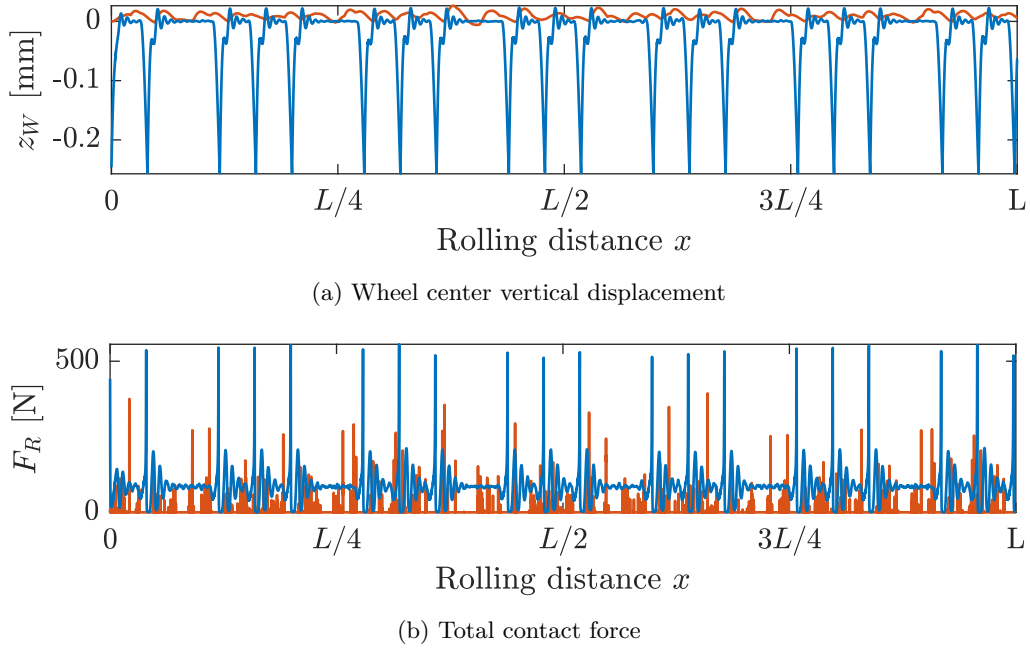 0
-0.1
-0.2
z_W [mm]
0 L/4 L/2 3L/4 L
Rolling distance x
(a) Wheel center vertical displacement
500
0
F_R [N]
0 L/4 L/2 3L/4 L
Rolling distance x
(b) Total contact force